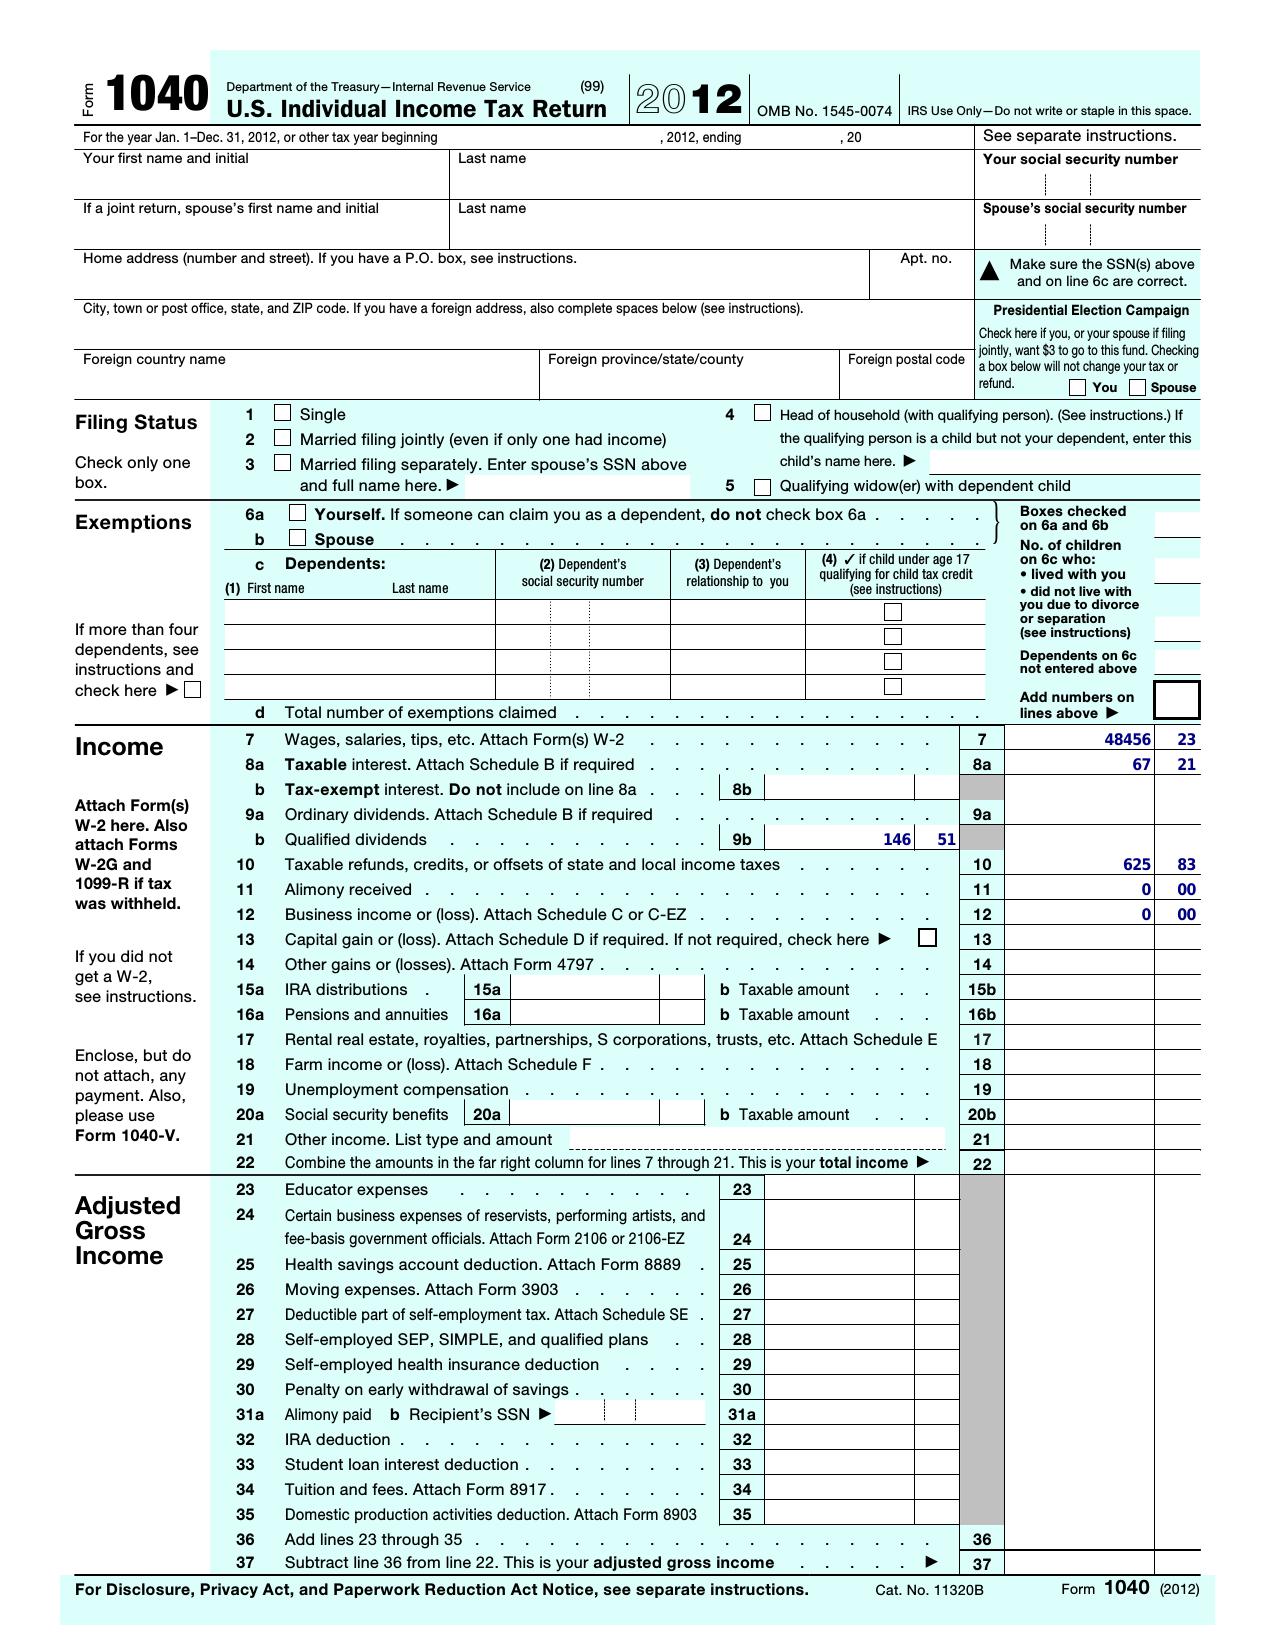 Form 1040 Department of the Treasury—Internal Revenue Service (99)
U.S. Individual Income Tax Return 2012 OMB No. 1545-0074 IRS Use Only—Do not write or staple in this space.
For the year Jan. 1–Dec. 31, 2012, or other tax year beginning , 2012, ending , 20 See separate instructions.
Your first name and initial Last name Your social security number
If a joint return, spouse's first name and initial Last name Spouse's social security number
Home address (number and street). If you have a P.O. box, see instructions. Apt. no.
▲ Make sure the SSN(s) above
and on line 6c are correct.
City, town or post office, state, and ZIP code. If you have a foreign address, also complete spaces below (see instructions).
Foreign country name Foreign province/state/county Foreign postal code
Presidential Election Campaign
Check here if you, or your spouse if filing
jointly, want $3 to go to this fund. Checking
a box below will not change your tax or
refund. You Spouse
Filing Status
Check only one
box.
1 Single
2 Married filing jointly (even if only one had income)
3 Married filing separately. Enter spouse's SSN above
and full name here. ▶
4 Head of household (with qualifying person). (See instructions.) If
the qualifying person is a child but not your dependent, enter this
child's name here. ▶
5 Qualifying widow(er) with dependent child
Exemptions
6a Yourself. If someone can claim you as a dependent, do not check box 6a . . . . .
b Spouse . . . . . . . . . . . . . . . . . . . . . . . .
c Dependents:
(1) First name Last name
(2) Dependent's
social security number
(3) Dependent's
relationship to you
(4) ✓ if child under age 17
qualifying for child tax credit
(see instructions)
If more than four
dependents, see
instructions and
check here ▶
d Total number of exemptions claimed . . . . . . . . . . . . . . . . .
Boxes checked
on 6a and 6b
No. of children
on 6c who:
• lived with you
• did not live with
you due to divorce
or separation
(see instructions)
Dependents on 6c
not entered above
Add numbers on
lines above ▶
Income
Attach Form(s)
W-2 here. Also
attach Forms
W-2G and
1099-R if tax
was withheld.
If you did not
get a W-2,
see instructions.
Enclose, but do
not attach, any
payment. Also,
please use
Form 1040-V.
7 Wages, salaries, tips, etc. Attach Form(s) W-2 . . . . . . . . . . . . 7 48456 23
8a Taxable interest. Attach Schedule B if required . . . . . . . . . . . . 8a 67 21
b Tax-exempt interest. Do not include on line 8a . . . 8b
9a Ordinary dividends. Attach Schedule B if required . . . . . . . . . . . 9a
b Qualified dividends . . . . . . . . . . . 9b 146 51
10 Taxable refunds, credits, or offsets of state and local income taxes . . . . . . 10 625 83
11 Alimony received . . . . . . . . . . . . . . . . . . . . . 11 0 00
12 Business income or (loss). Attach Schedule C or C-EZ . . . . . . . . . . 12 0 00
13 Capital gain or (loss). Attach Schedule D if required. If not required, check here ▶ 13
14 Other gains or (losses). Attach Form 4797 . . . . . . . . . . . . . . 14
15a IRA distributions . 15a b Taxable amount . . . 15b
16a Pensions and annuities 16a b Taxable amount . . . 16b
17 Rental real estate, royalties, partnerships, S corporations, trusts, etc. Attach Schedule E 17
18 Farm income or (loss). Attach Schedule F . . . . . . . . . . . . . . 18
19 Unemployment compensation . . . . . . . . . . . . . . . . . 19
20a Social security benefits 20a b Taxable amount . . . 20b
21 Other income. List type and amount 21
22 Combine the amounts in the far right column for lines 7 through 21. This is your total income ▶ 22
Adjusted
Gross
Income
23 Educator expenses . . . . . . . . . . 23
24 Certain business expenses of reservists, performing artists, and
fee-basis government officials. Attach Form 2106 or 2106-EZ 24
25 Health savings account deduction. Attach Form 8889 . 25
26 Moving expenses. Attach Form 3903 . . . . . . 26
27 Deductible part of self-employment tax. Attach Schedule SE . 27
28 Self-employed SEP, SIMPLE, and qualified plans . . 28
29 Self-employed health insurance deduction . . . . 29
30 Penalty on early withdrawal of savings . . . . . . 30
31a Alimony paid b Recipient's SSN ▶ 31a
32 IRA deduction . . . . . . . . . . . . . 32
33 Student loan interest deduction . . . . . . . . 33
34 Tuition and fees. Attach Form 8917 . . . . . . . 34
35 Domestic production activities deduction. Attach Form 8903 35
36 Add lines 23 through 35 . . . . . . . . . . . . . . . . . . . 36
37 Subtract line 36 from line 22. This is your adjusted gross income . . . . . ▶ 37
For Disclosure, Privacy Act, and Paperwork Reduction Act Notice, see separate instructions. Cat. No. 11320B Form 1040 (2012)